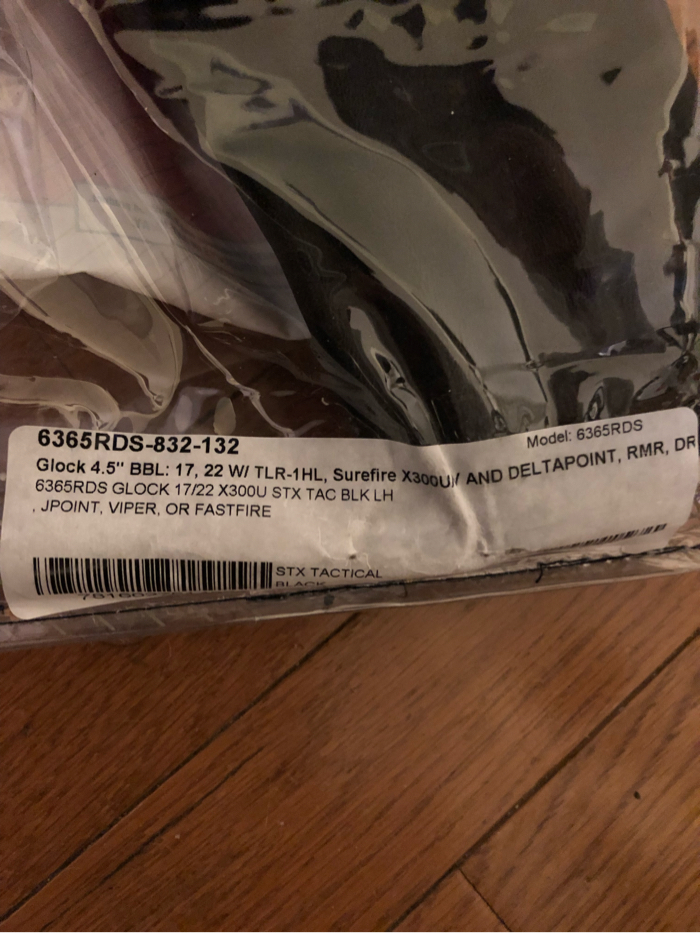 6365RDS-832-132
Model: 6365RDS
Glock 4.5" BBL: 17, 22 W/ TLR-1HL, Surefire X300U// AND DELTAPOINT, RMR, DR
6365RDS GLOCK 17/22 X300U STX TAC BLK LH
, JPOINT, VIPER, OR FASTFIRE
STX TACTICAL
BLACK